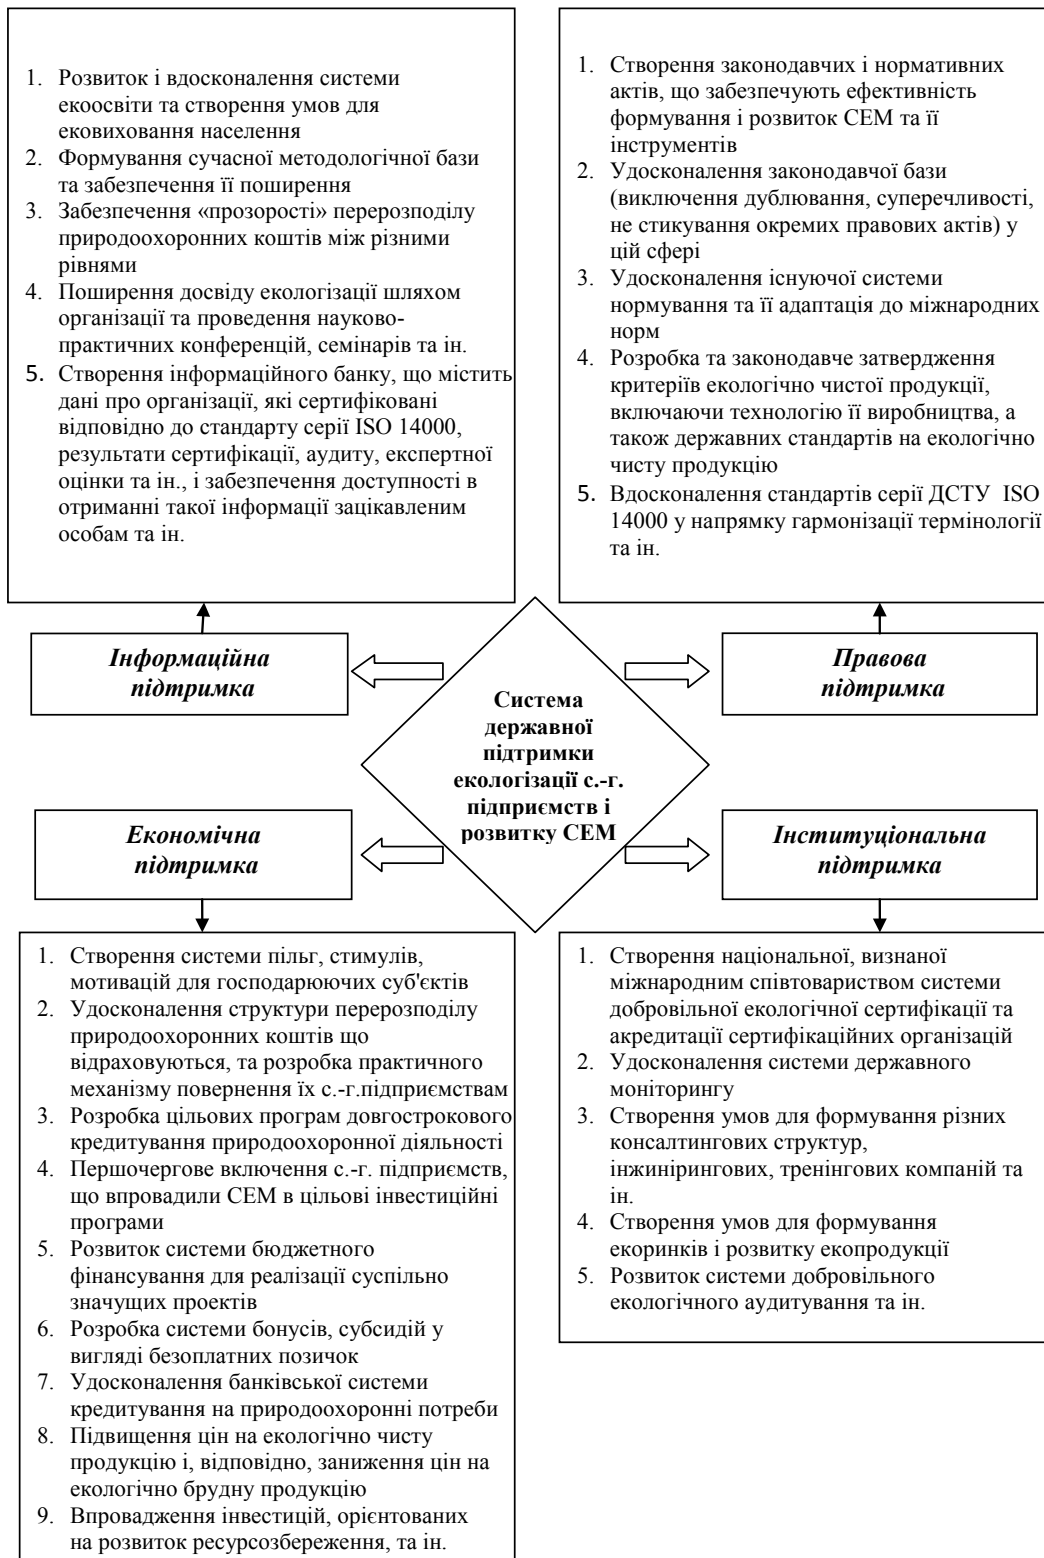 1. Розвиток і вдосконалення системи
екоосвіти та створення умов для
ековиховання населення
2. Формування сучасної методологічної бази
та забезпечення її поширення
3. Забезпечення «прозорості» перерозподілу
природоохоронних коштів між різними
рівнями
4. Поширення досвіду екологізації шляхом
організації та проведення науково-
практичних конференцій, семінарів та ін.
5. Створення інформаційного банку, що містить
дані про організації, які сертифіковані
відповідно до стандарту серії ISO 14000,
результати сертифікації, аудиту, експертної
оцінки та ін., і забезпечення доступності в
отриманні такої інформації зацікавленим
особам та ін.
1. Створення законодавчих і нормативних
актів, що забезпечують ефективність
формування і розвиток СЕМ та її
інструментів
2. Удосконалення законодавчої бази
(виключення дублювання, суперечливості,
не стикування окремих правових актів) у
цій сфері
3. Удосконалення існуючої системи
нормування та її адаптація до міжнародних
норм
4. Розробка та законодавче затвердження
критеріїв екологічно чистої продукції,
включаючи технологію її виробництва, а
також державних стандартів на екологічно
чисту продукцію
5. Вдосконалення стандартів серії ДСТУ ISO
14000 у напрямку гармонізації термінології
та ін.
Інформаційна
підтримка
Правова
підтримка
Система
державної
підтримки
екологізації с.-г.
підприємств і
розвитку СЕМ
Економічна
підтримка
Інституціональна
підтримка
1. Створення системи пільг, стимулів,
мотивацій для господарюючих суб'єктів
2. Удосконалення структури перерозподілу
природоохоронних коштів що
відраховуються, та розробка практичного
механізму повернення їх с.-г.підприємствам
3. Розробка цільових програм довгострокового
кредитування природоохоронної діяльності
4. Першочергове включення с.-г. підприємств,
що впровадили СЕМ в цільові інвестиційні
програми
5. Розвиток системи бюджетного
фінансування для реалізації суспільно
значущих проектів
6. Розробка системи бонусів, субсидій у
вигляді безоплатних позичок
7. Удосконалення банківської системи
кредитування на природоохоронні потреби
8. Підвищення цін на екологічно чисту
продукцію і, відповідно, заниження цін на
екологічно брудну продукцію
9. Впровадження інвестицій, орієнтованих
на розвиток ресурсозбереження, та ін.
1. Створення національної, визнаної
міжнародним співтовариством системи
добровільної екологічної сертифікації та
акредитації сертифікаційних організацій
2. Удосконалення системи державного
моніторингу
3. Створення умов для формування різних
консалтингових структур,
інжинірингових, тренінгових компаній та
ін.
4. Створення умов для формування
екоринків і розвитку екопродукції
5. Розвиток системи добровільного
екологічного аудитування та ін.